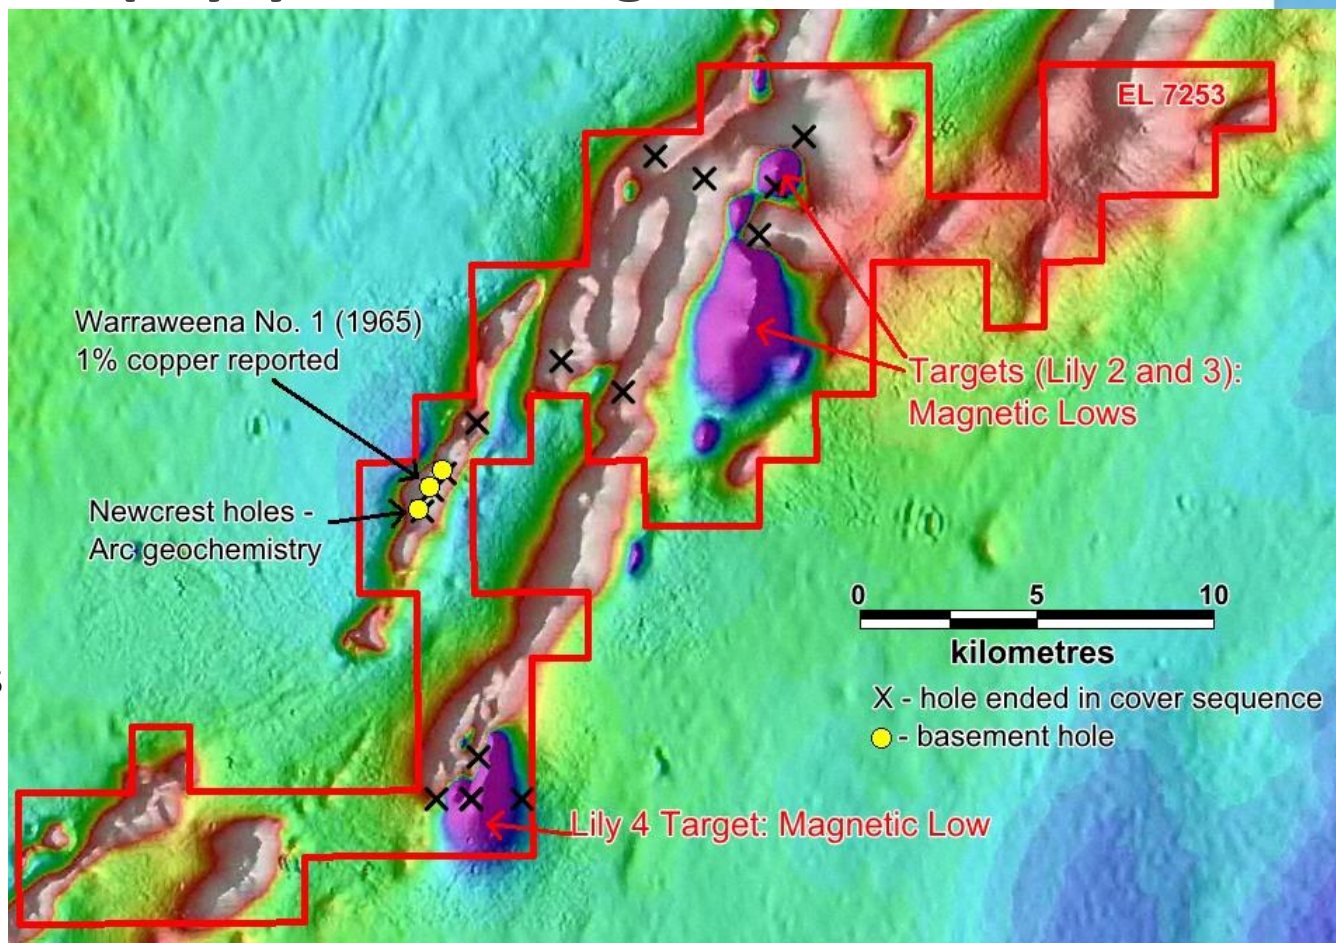 EL 7253
Warraweena No. 1 (1965)
1% copper reported
Targets (Lily 2 and 3):
Magnetic Lows
Newcrest holes -
Arc geochemistry
0 5 10
kilometres
X - hole ended in cover sequence
- basement hole
Lily 4 Target: Magnetic Low